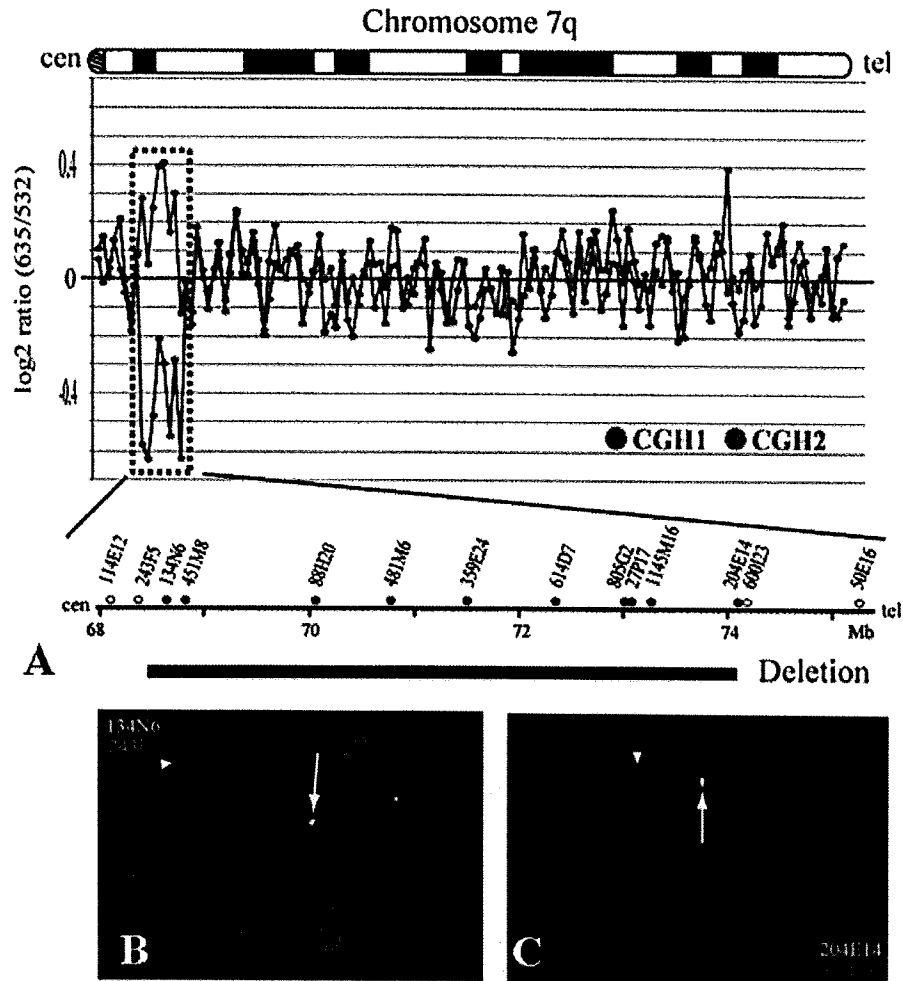 Chromosome 7q
cen
tel
log2 ratio (635/532)
0.4
0
-0.4
CGH1 CGH2
114E12
243F5
134N6
451M8
88H20
481M6
359E24
614D7
805G2
27P17
1145M16
204E14
600I23
50E16
cen
tel
68 70 72 74 Mb
A
Deletion
134N6
B
C
204E14